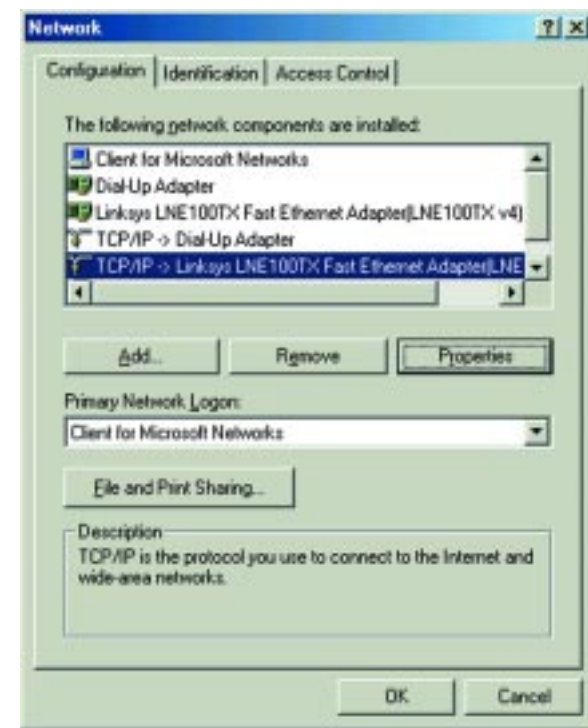 Network
Configuration
Identification
Access Control
The following network components are installed:
Client for Microsoft Networks
Dial-Up Adapter
Linksys LNE100TX Fast Ethernet Adapter(LNE100TX v4)
TCP/IP -> Dial-Up Adapter
TCP/IP -> Linksys LNE100TX Fast Ethernet Adapter(LNE
Add...
Remove
Properties
Primary Network Logon:
Client for Microsoft Networks
File and Print Sharing...
Description
TCP/IP is the protocol you use to connect to the Internet and
wide-area networks.
OK
Cancel